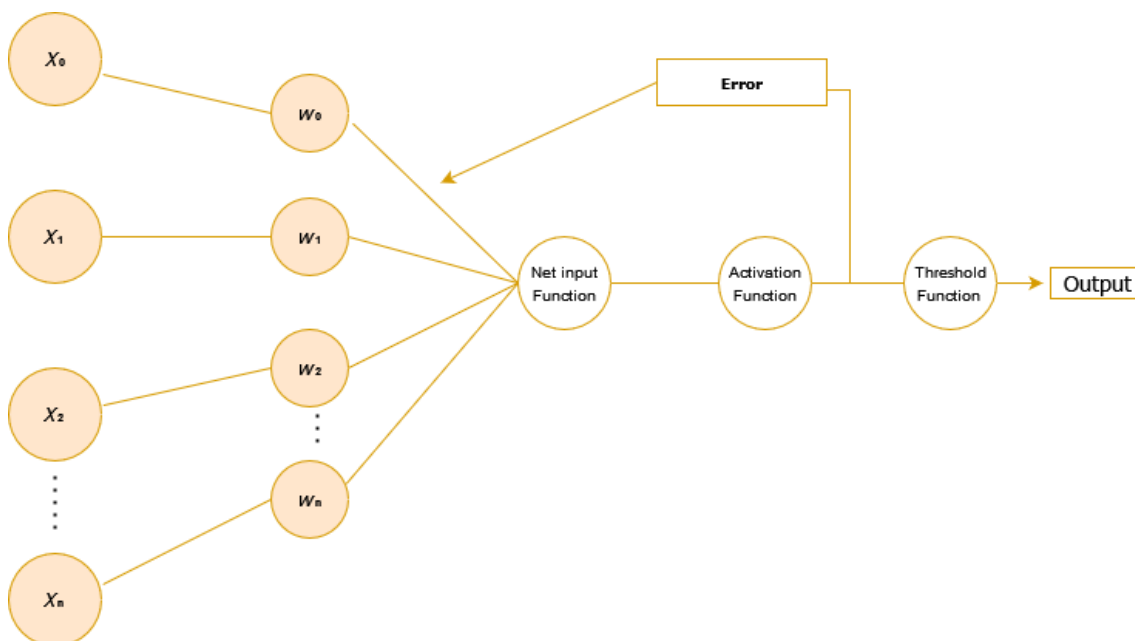 X₀
w₀
Error
X₁
w₁
Net input
Function
Activation
Function
Threshold
Function
Output
X₂
w₂
Xₙ
wₙ